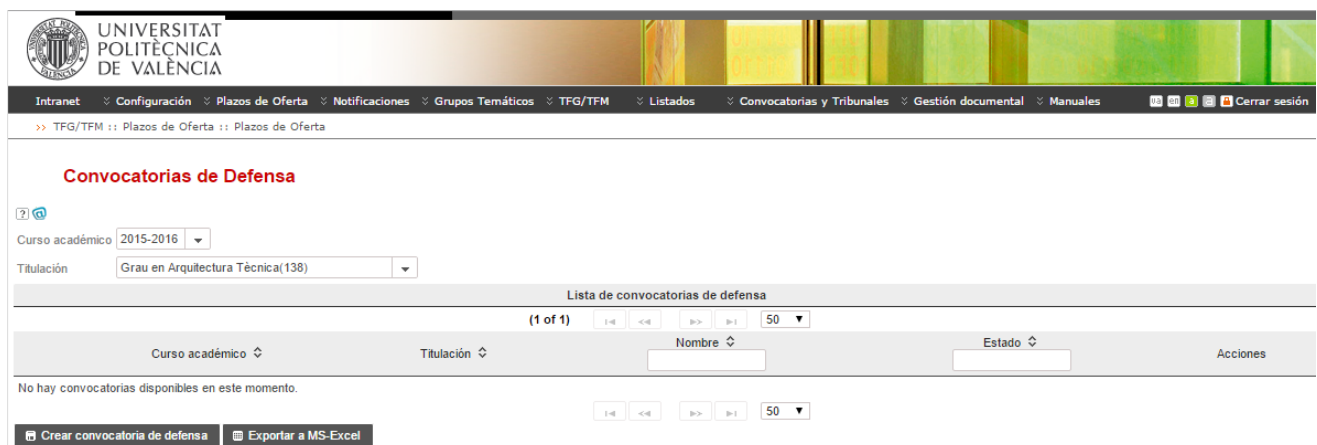 UNIVERSITAT
POLITÈCNICA
DE VALÈNCIA
Intranet Configuración Plazos de Oferta Notificaciones Grupos Temáticos TFG/TFM Listados Convocatorias y Tribunales Gestión documental Manuales va en a a Cerrar sesión
>> TFG/TFM :: Plazos de Oferta :: Plazos de Oferta
Convocatorias de Defensa
?
Curso académico 2015-2016
Titulación Grau en Arquitectura Tècnica(138)
Lista de convocatorias de defensa
(1 of 1) 50
Curso académico Titulación Nombre Estado Acciones
No hay convocatorias disponibles en este momento.
50
Crear convocatoria de defensa Exportar a MS-Excel